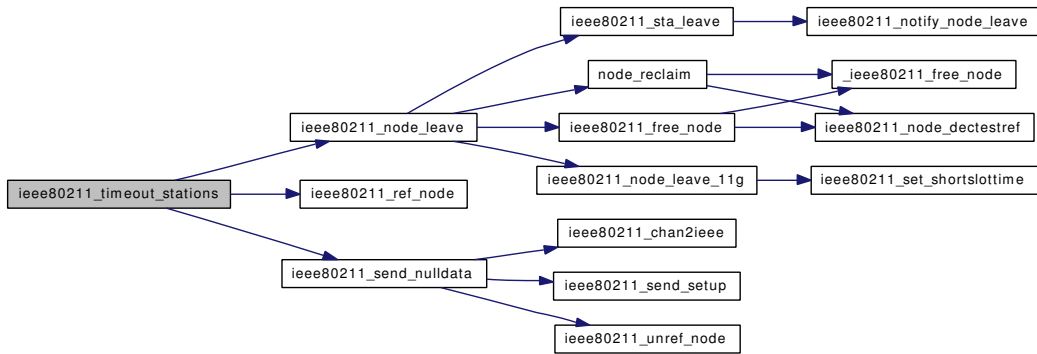 ieee80211_sta_leave
ieee80211_notify_node_leave
node_reclaim
_ieee80211_free_node
ieee80211_node_leave
ieee80211_free_node
ieee80211_node_dectestref
ieee80211_node_leave_11g
ieee80211_set_shortslottime
ieee80211_timeout_stations
ieee80211_ref_node
ieee80211_chan2ieee
ieee80211_send_nulldata
ieee80211_send_setup
ieee80211_unref_node